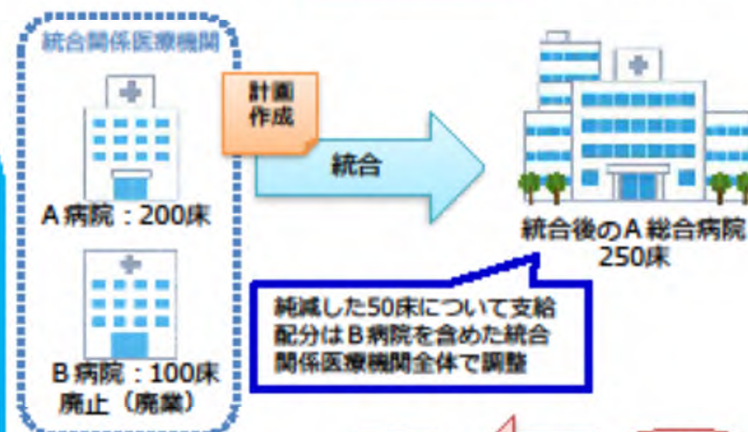 統合関係医療機関
A病院：200床
B病院：100床
廃止（廃業）
計画
作成
統合
統合後のA総合病院
250床
純減した50床について支給
配分はB病院を含めた統合
関係医療機関全体で調整